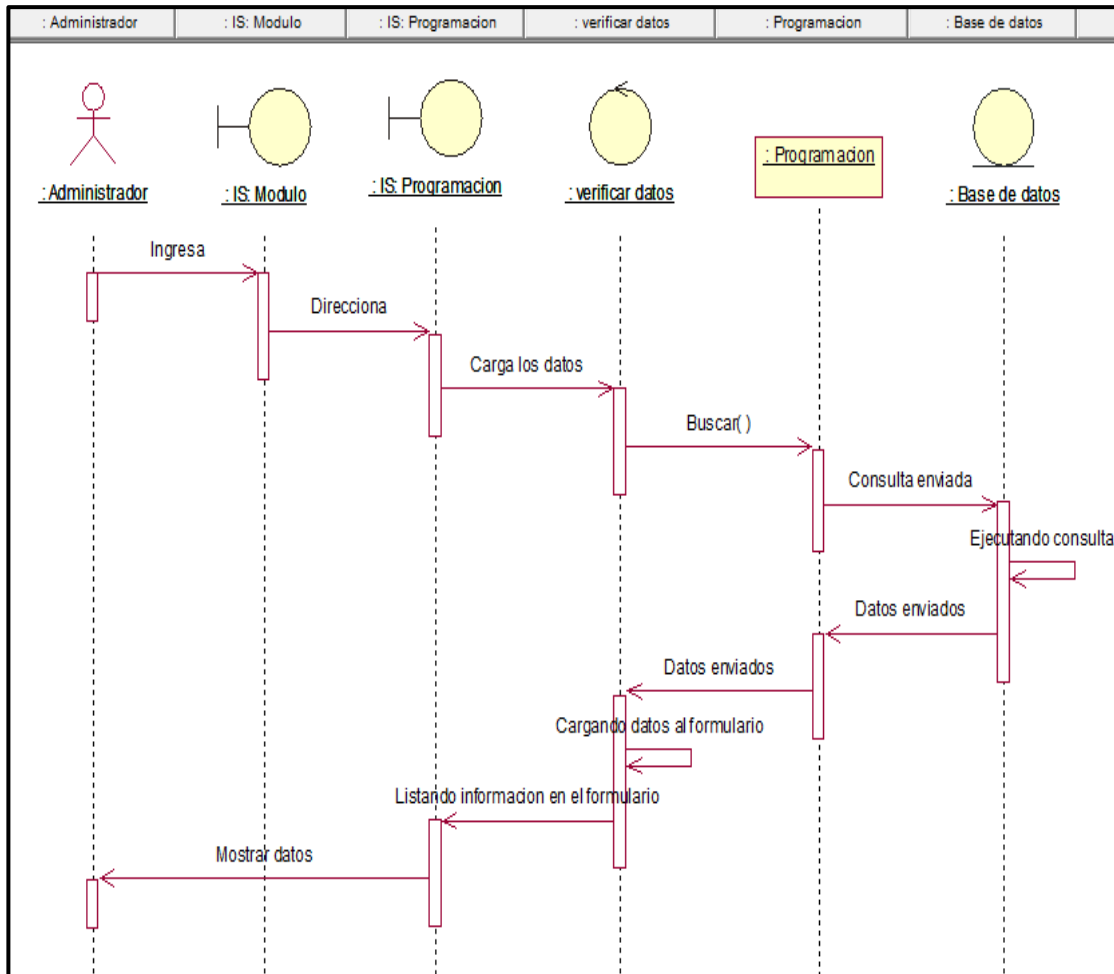 : Administrador
: IS: Modulo
: IS: Programacion
: verificar datos
: Programacion
: Base de datos
: Programacion
: Administrador
: IS: Modulo
: IS: Programacion
: verificar datos
: Base de datos
Ingresa
Direcciona
Carga los datos
Buscar( )
Consulta enviada
Ejecutando consulta
Datos enviados
Datos enviados
Cargando datos al formulario
Listando informacion en el formulario
Mostrar datos